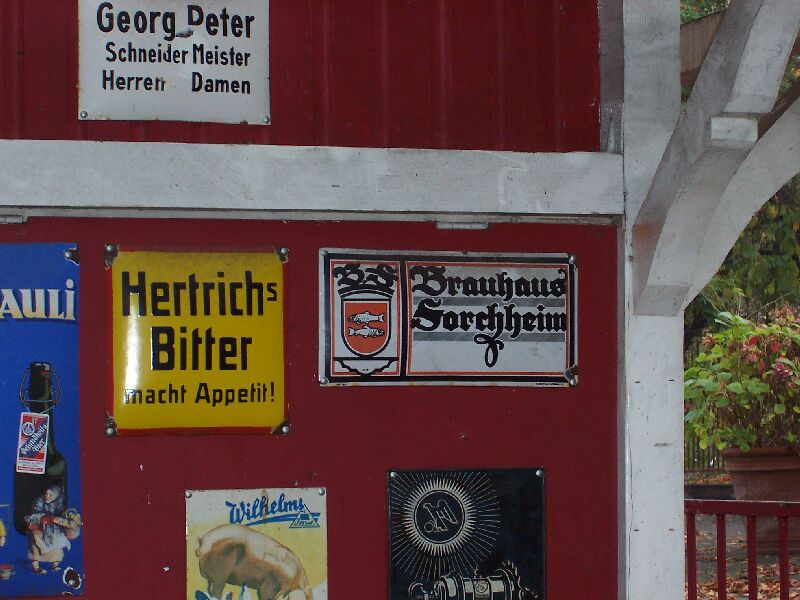 Georg Peter
Schneider Meister
Herren Damen
AULI
Hertrichs
Bitter
macht Appetit!
B F
Brauhaus
Forchheim
Wilhelms
M.